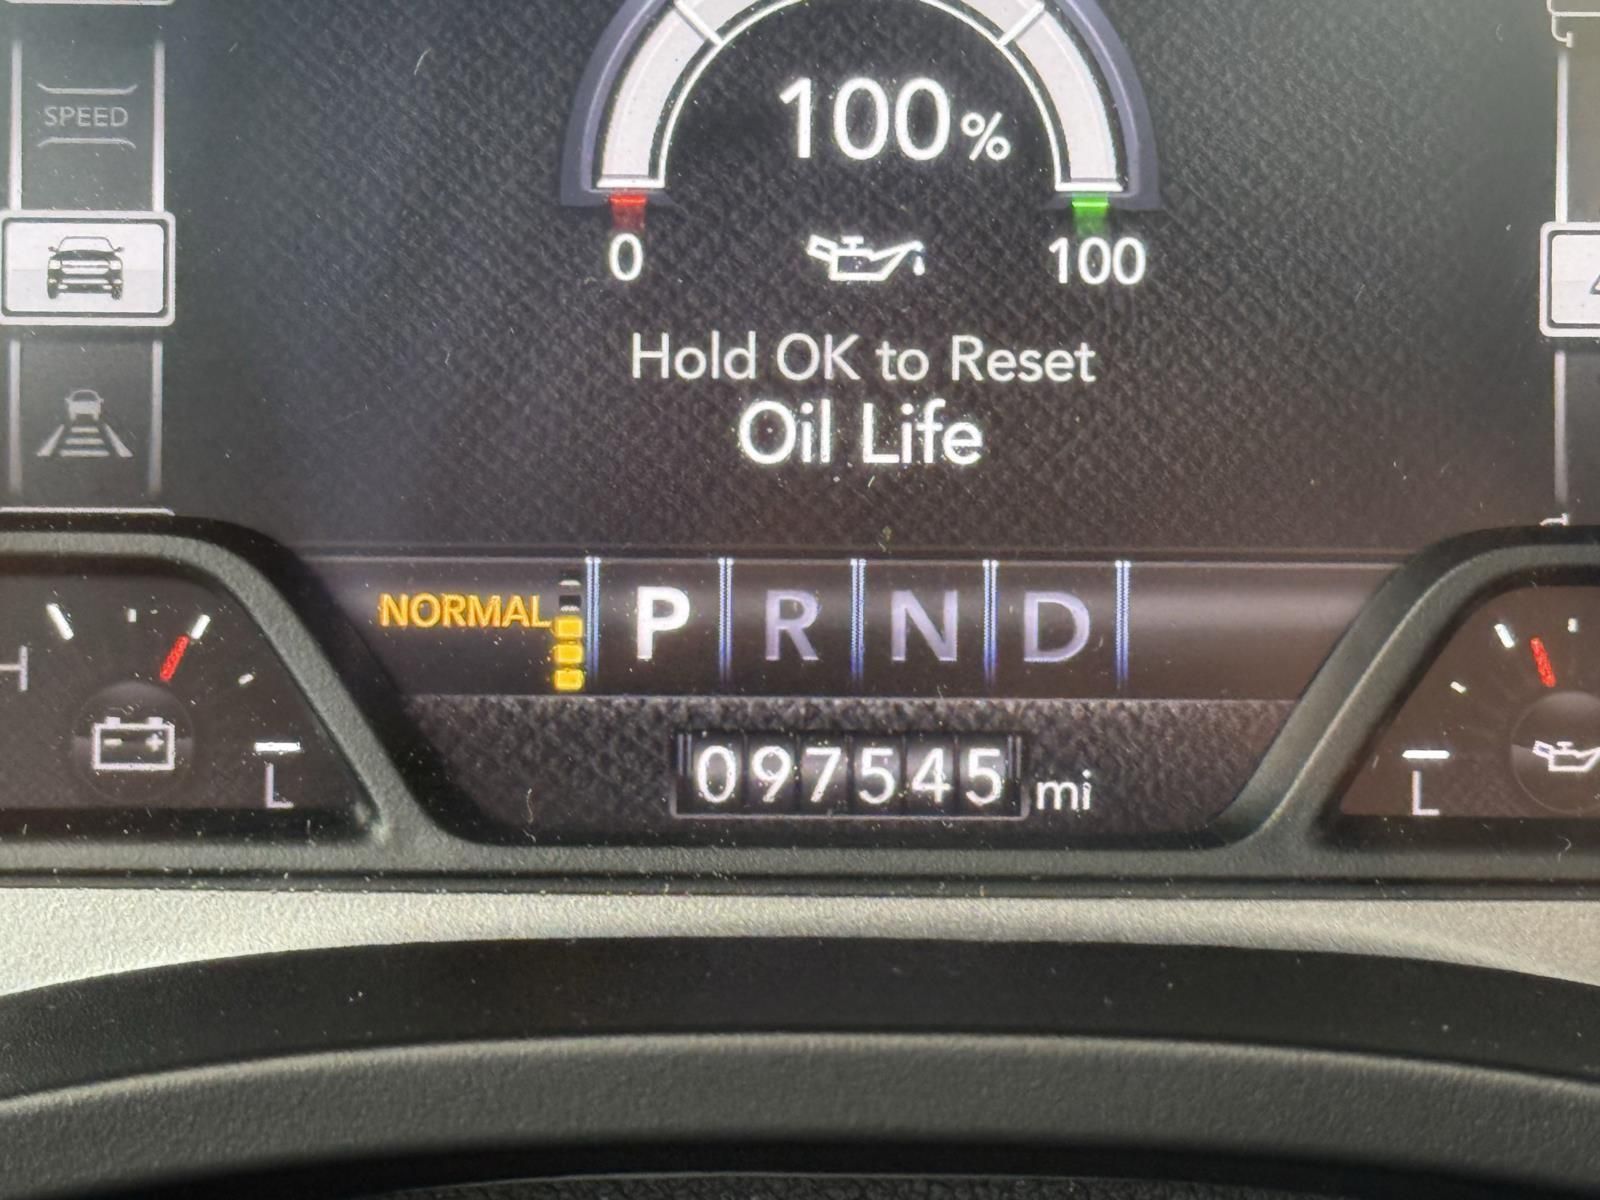 SPEED
100%
0
100
Hold OK to Reset
Oil Life
NORMAL
P R N D
H
L
097545 mi
L